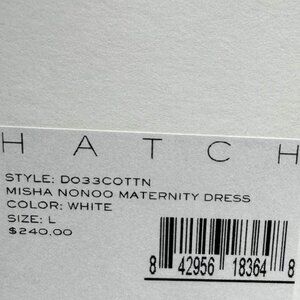 HATCH
STYLE: D033COTTN
MISHA NONOO MATERNITY DRESS
COLOR: WHITE
SIZE: L
$240.00
8 42956 18364 8